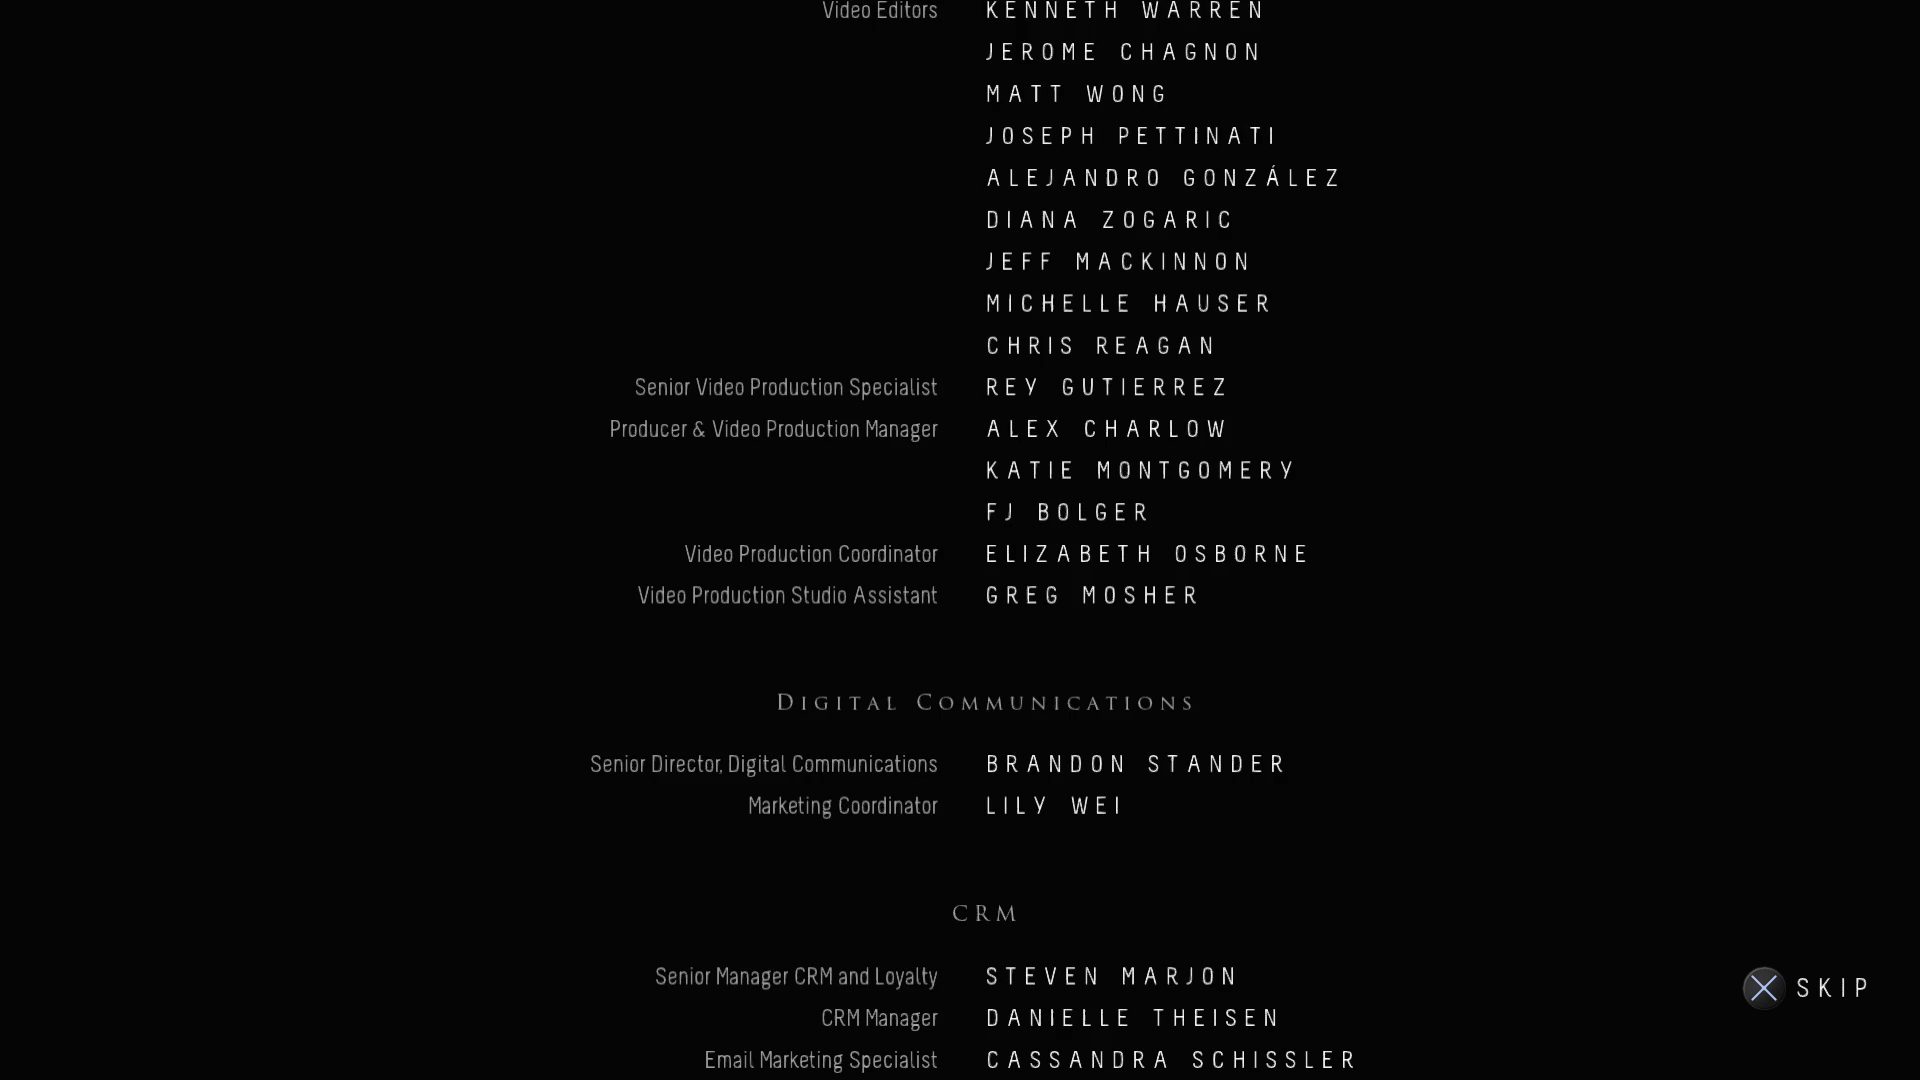 Video Editors KENNETH WARREN
JEROME CHAGNON
MATT WONG
JOSEPH PETTINATI
ALEJANDRO GONZÁLEZ
DIANA ZOGARIC
JEFF MACKINNON
MICHELLE HAUSER
CHRIS REAGAN
Senior Video Production Specialist REY GUTIERREZ
Producer & Video Production Manager ALEX CHARLOW
KATIE MONTGOMERY
FJ BOLGER
Video Production Coordinator ELIZABETH OSBORNE
Video Production Studio Assistant GREG MOSHER
DIGITAL COMMUNICATIONS
Senior Director, Digital Communications BRANDON STANDER
Marketing Coordinator LILY WEI
CRM
Senior Manager CRM and Loyalty STEVEN MARJON
SKIP
CRM Manager DANIELLE THEISEN
Email Marketing Specialist CASSANDRA SCHISSLER